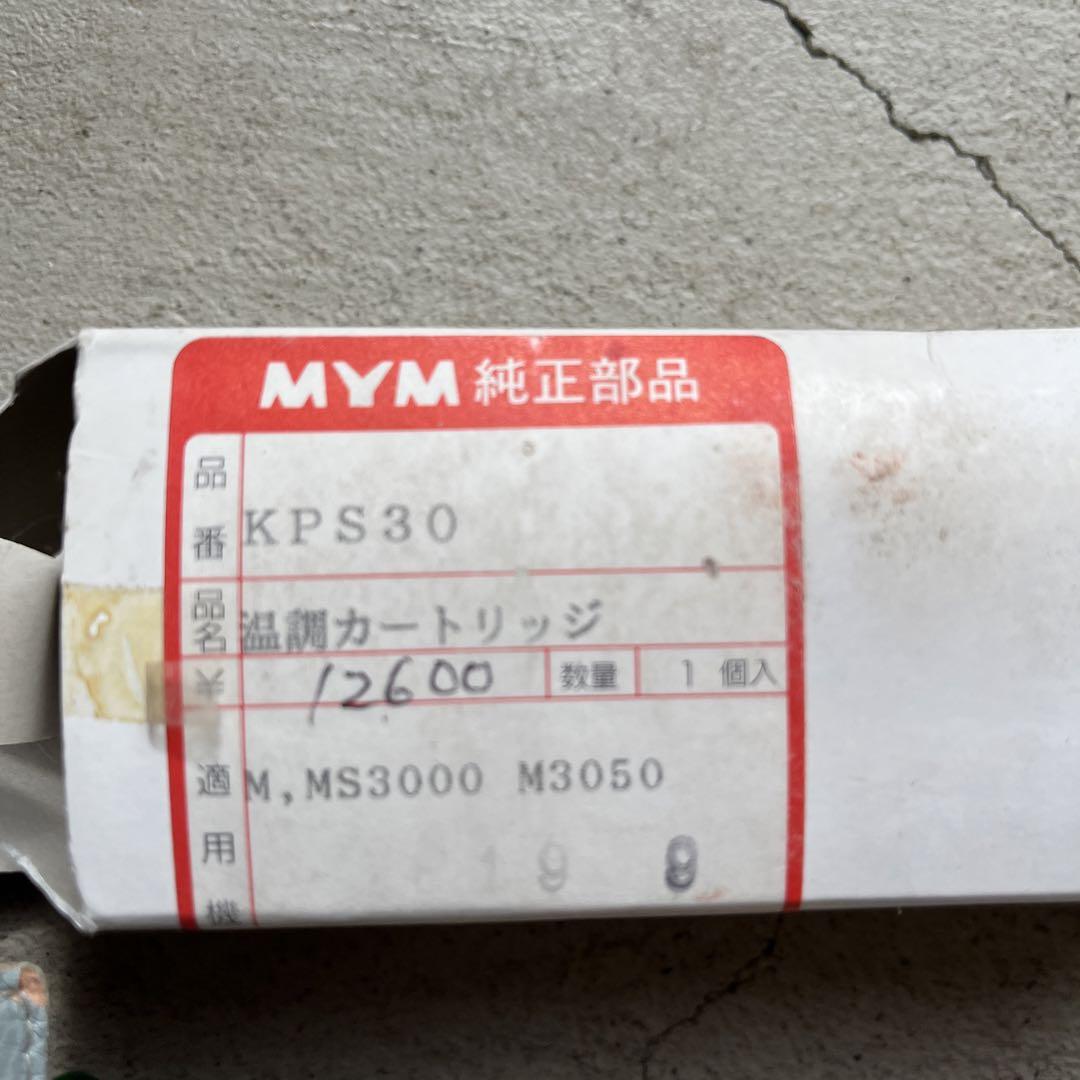 MYM 純正部品
品番 KPS30
品名 温調カートリッジ
12600 数量 1個入
適用機 M,MS3000 M3050
19 9